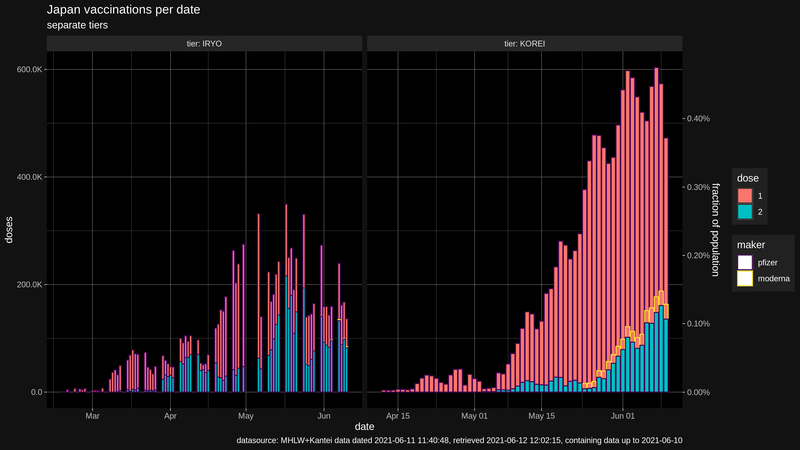 Japan vaccinations per date
separate tiers
tier: IRYO
tier: KOREI
600.0K
400.0K
200.0K
0.0
doses
Mar
Apr
May
Jun
Apr 15
May 01
May 15
Jun 01
date
0.40%
0.30%
0.20%
0.10%
0.00%
fraction of population
dose
1
2
maker
pfizer
moderna
datasource: MHLW+Kantei data dated 2021-06-11 11:40:48, retrieved 2021-06-12 12:02:15, containing data up to 2021-06-10